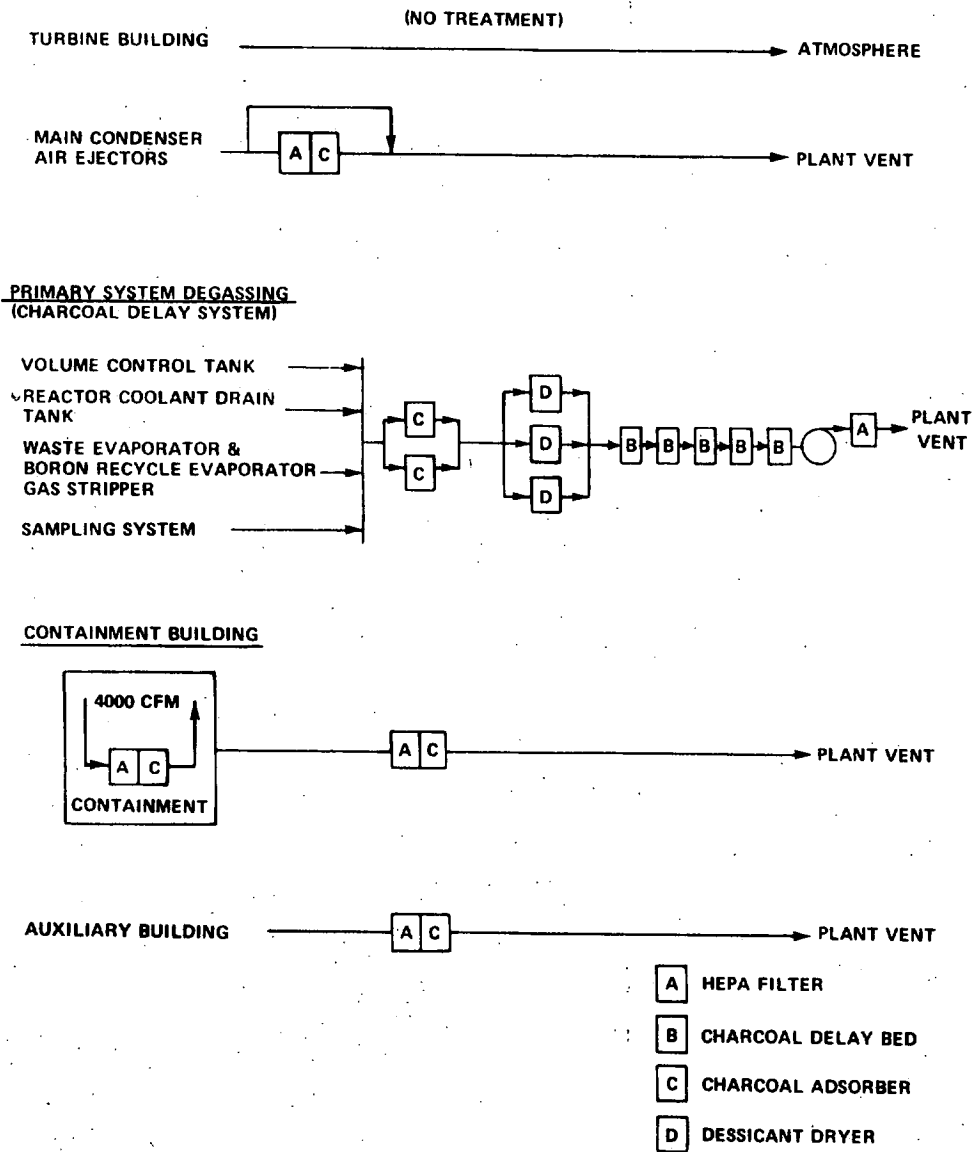 (NO TREATMENT)
TURBINE BUILDING
ATMOSPHERE
MAIN CONDENSER
AIR EJECTORS
A C
PLANT VENT
PRIMARY SYSTEM DEGASSING
(CHARCOAL DELAY SYSTEM)
VOLUME CONTROL TANK
REACTOR COOLANT DRAIN
TANK
WASTE EVAPORATOR &
BORON RECYCLE EVAPORATOR
GAS STRIPPER
SAMPLING SYSTEM
C
C
D
D
D
B B B B B
A
PLANT
VENT
CONTAINMENT BUILDING
4000 CFM
A C
CONTAINMENT
A C
PLANT VENT
AUXILIARY BUILDING
A C
PLANT VENT
A HEPA FILTER
B CHARCOAL DELAY BED
C CHARCOAL ADSORBER
D DESSICANT DRYER